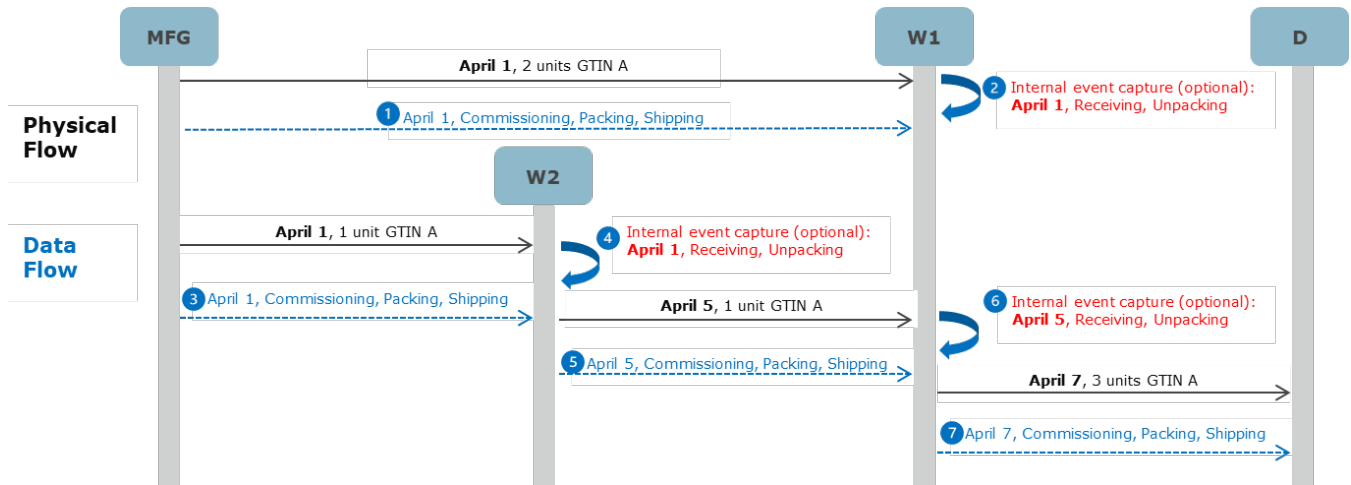 MFG
W1
D
April 1, 2 units GTIN A
2 Internal event capture (optional):
April 1, Receiving, Unpacking
1 April 1, Commissioning, Packing, Shipping
Physical
Flow
W2
April 1, 1 unit GTIN A
4 Internal event capture (optional):
April 1, Receiving, Unpacking
Data
Flow
3 April 1, Commissioning, Packing, Shipping
April 5, 1 unit GTIN A
6 Internal event capture (optional):
April 5, Receiving, Unpacking
5 April 5, Commissioning, Packing, Shipping
April 7, 3 units GTIN A
7 April 7, Commissioning, Packing, Shipping